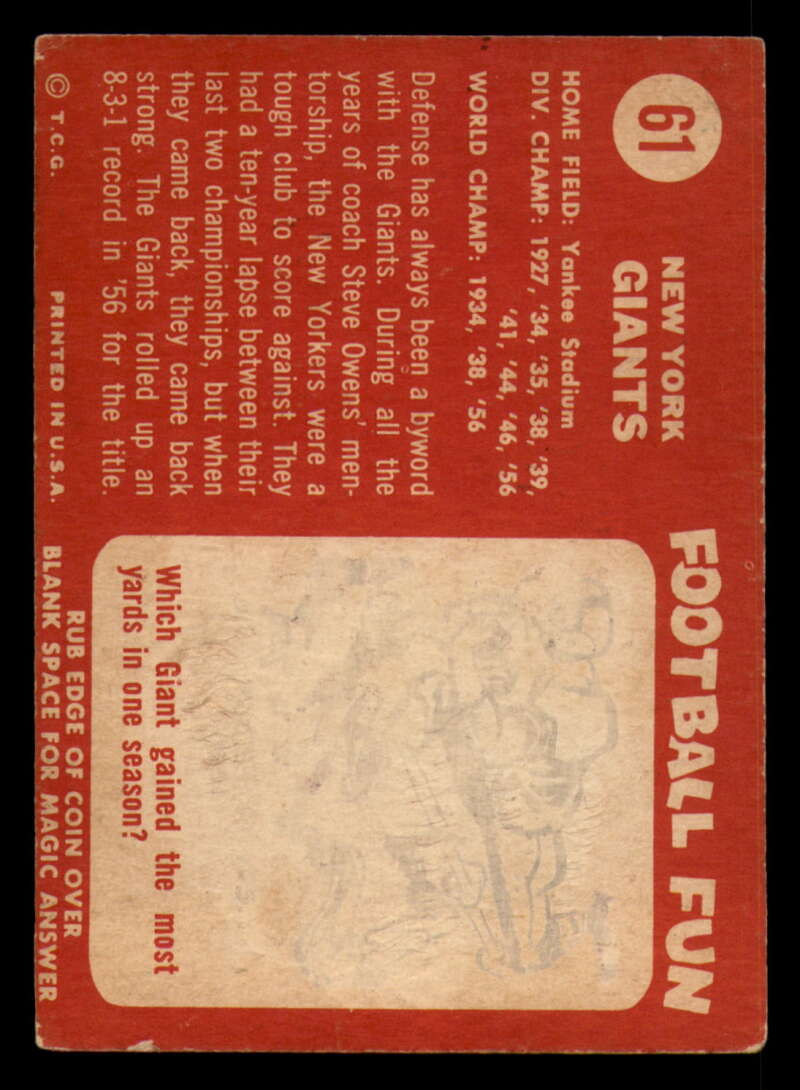 61
NEW YORK
GIANTS
HOME FIELD: Yankee Stadium
DIV. CHAMP: 1927, '34, '35, '38, '39,
'41, '44, '46, '56
WORLD CHAMP: 1934, '38, '56
Defense has always been a byword
with the Giants. During all the
years of coach Steve Owens' men-
torship, the New Yorkers were a
tough club to score against. They
had a ten-year lapse between their
last two championships, but when
they came back, they came back
strong. The Giants rolled up an
8-3-1 record in '56 for the title.
© T.C.G.
PRINTED IN U.S.A.
FOOTBALL FUN
Which Giant gained the most
yards in one season?
RUB EDGE OF COIN OVER
BLANK SPACE FOR MAGIC ANSWER